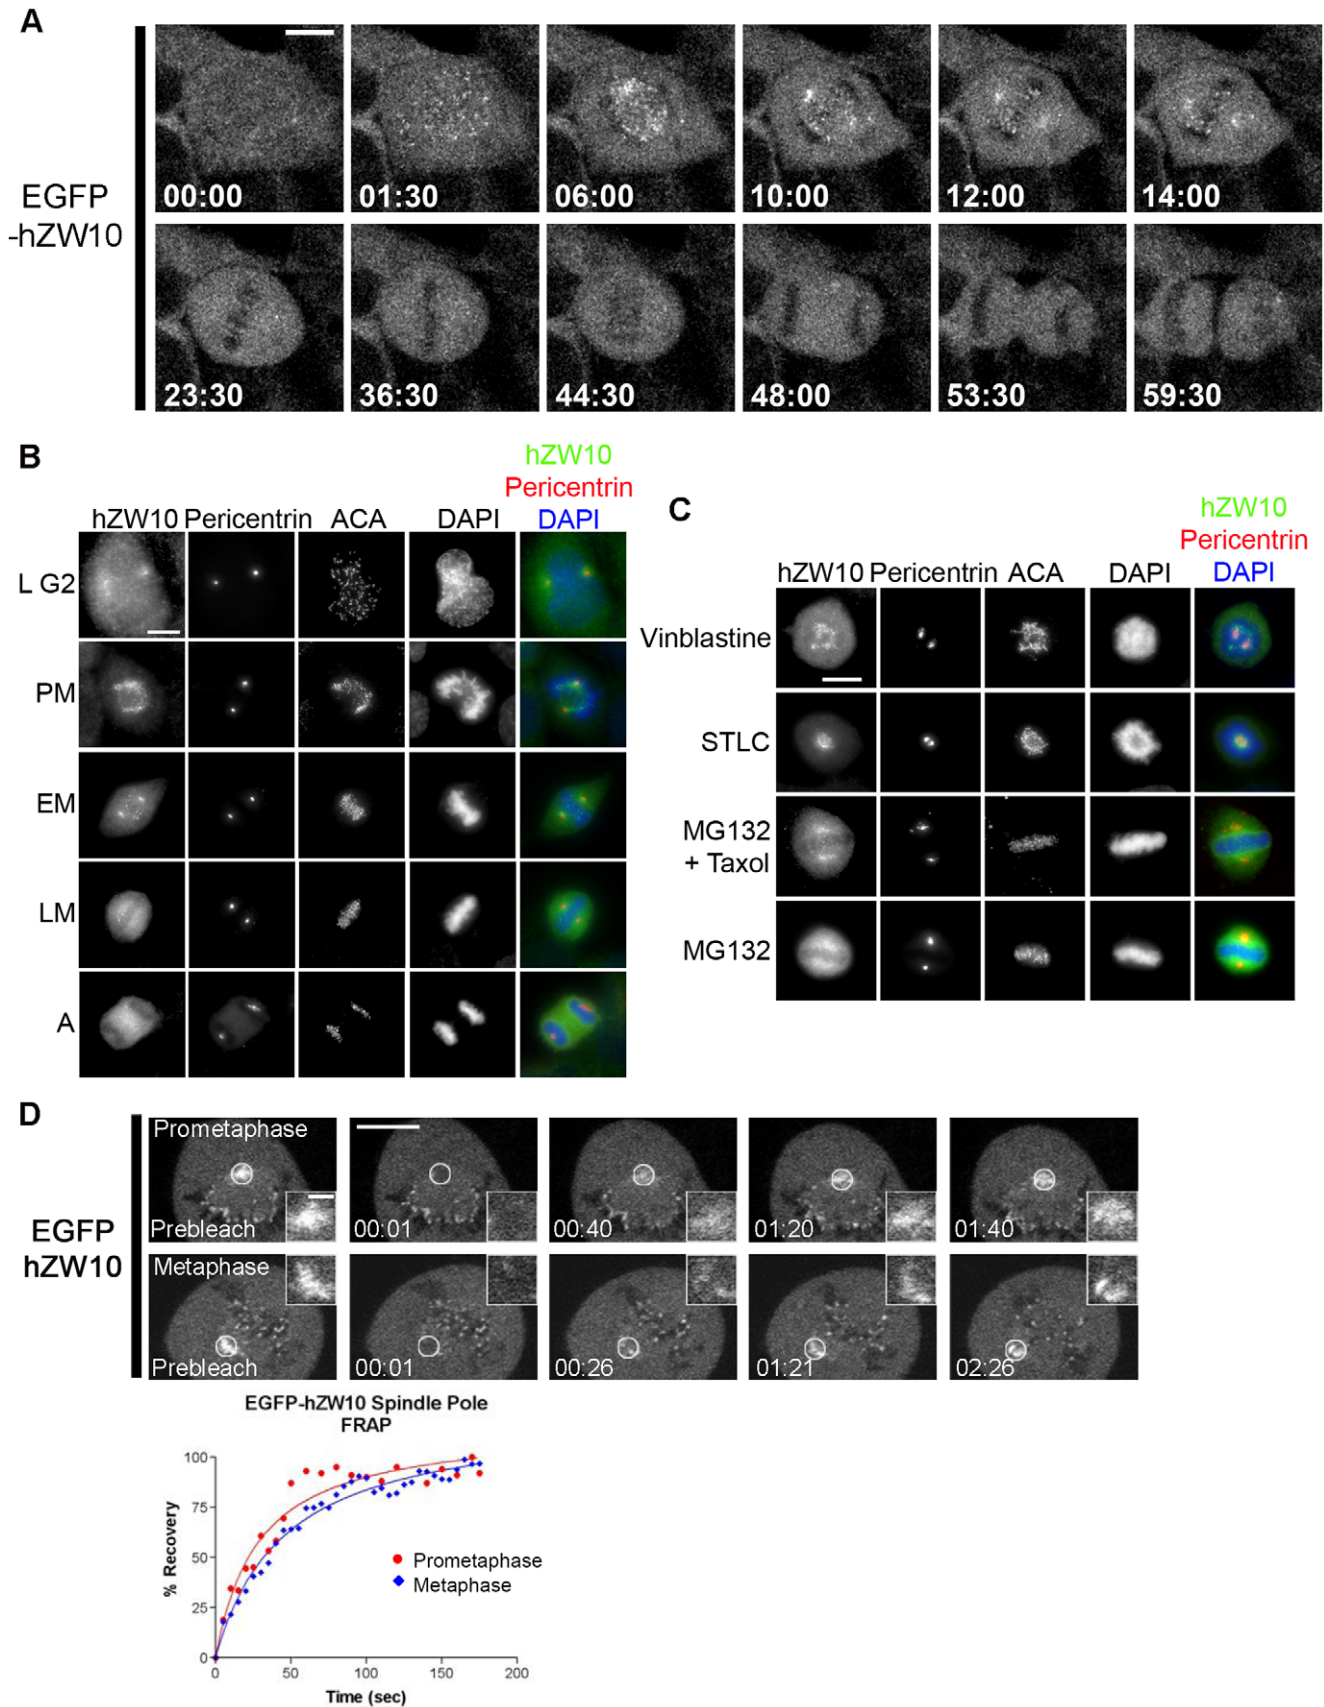 A
EGFP
-hZW10
00:00
01:30
06:00
10:00
12:00
14:00
23:30
36:30
44:30
48:00
53:30
59:30
B
hZW10
Pericentrin
hZW10 Pericentrin ACA DAPI DAPI
L G2
PM
EM
LM
A
C
hZW10
Pericentrin
hZW10 Pericentrin ACA DAPI DAPI
Vinblastine
STLC
MG132
+ Taxol
MG132
D
EGFP
hZW10
Prometaphase
Prebleach
00:01
00:40
01:20
01:40
Metaphase
Prebleach
00:01
00:26
01:21
02:26
EGFP-hZW10 Spindle Pole
FRAP
% Recovery
100
75
50
25
0
Prometaphase
Metaphase
0 50 100 150 200
Time (sec)